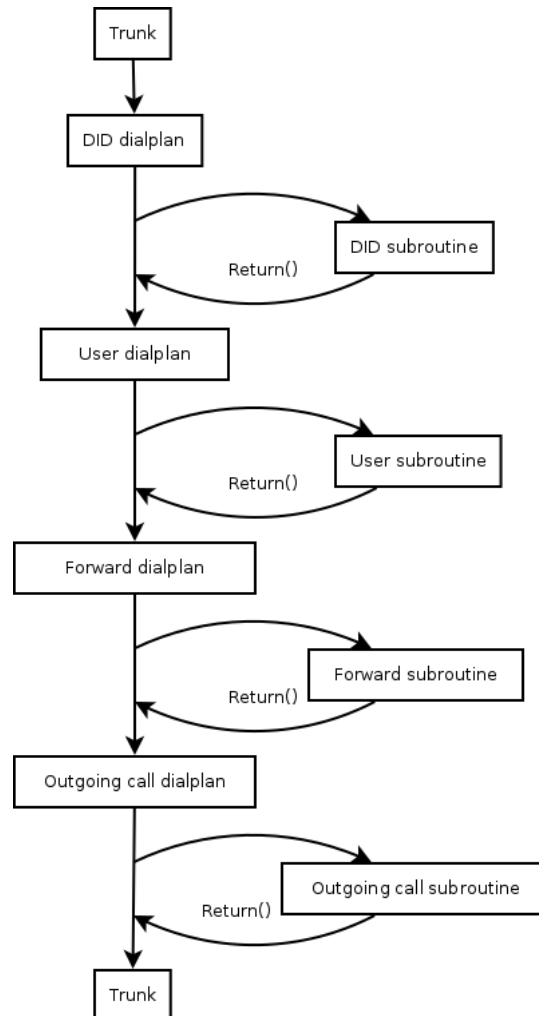 Trunk
DID dialplan
DID subroutine
Return()
User dialplan
User subroutine
Return()
Forward dialplan
Forward subroutine
Return()
Outgoing call dialplan
Outgoing call subroutine
Return()
Trunk